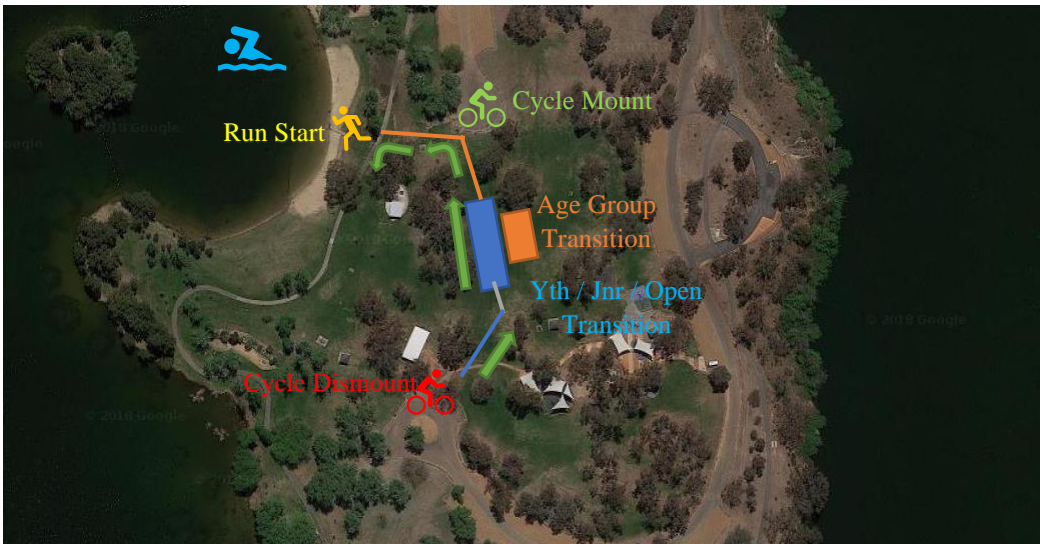 © 2018 Google
Google
Cycle Mount
Run Start
Age Group
Transition
Yth / Jnr / Open
Transition
© 2018 Google
Cycle Dismount
© 2018 Google